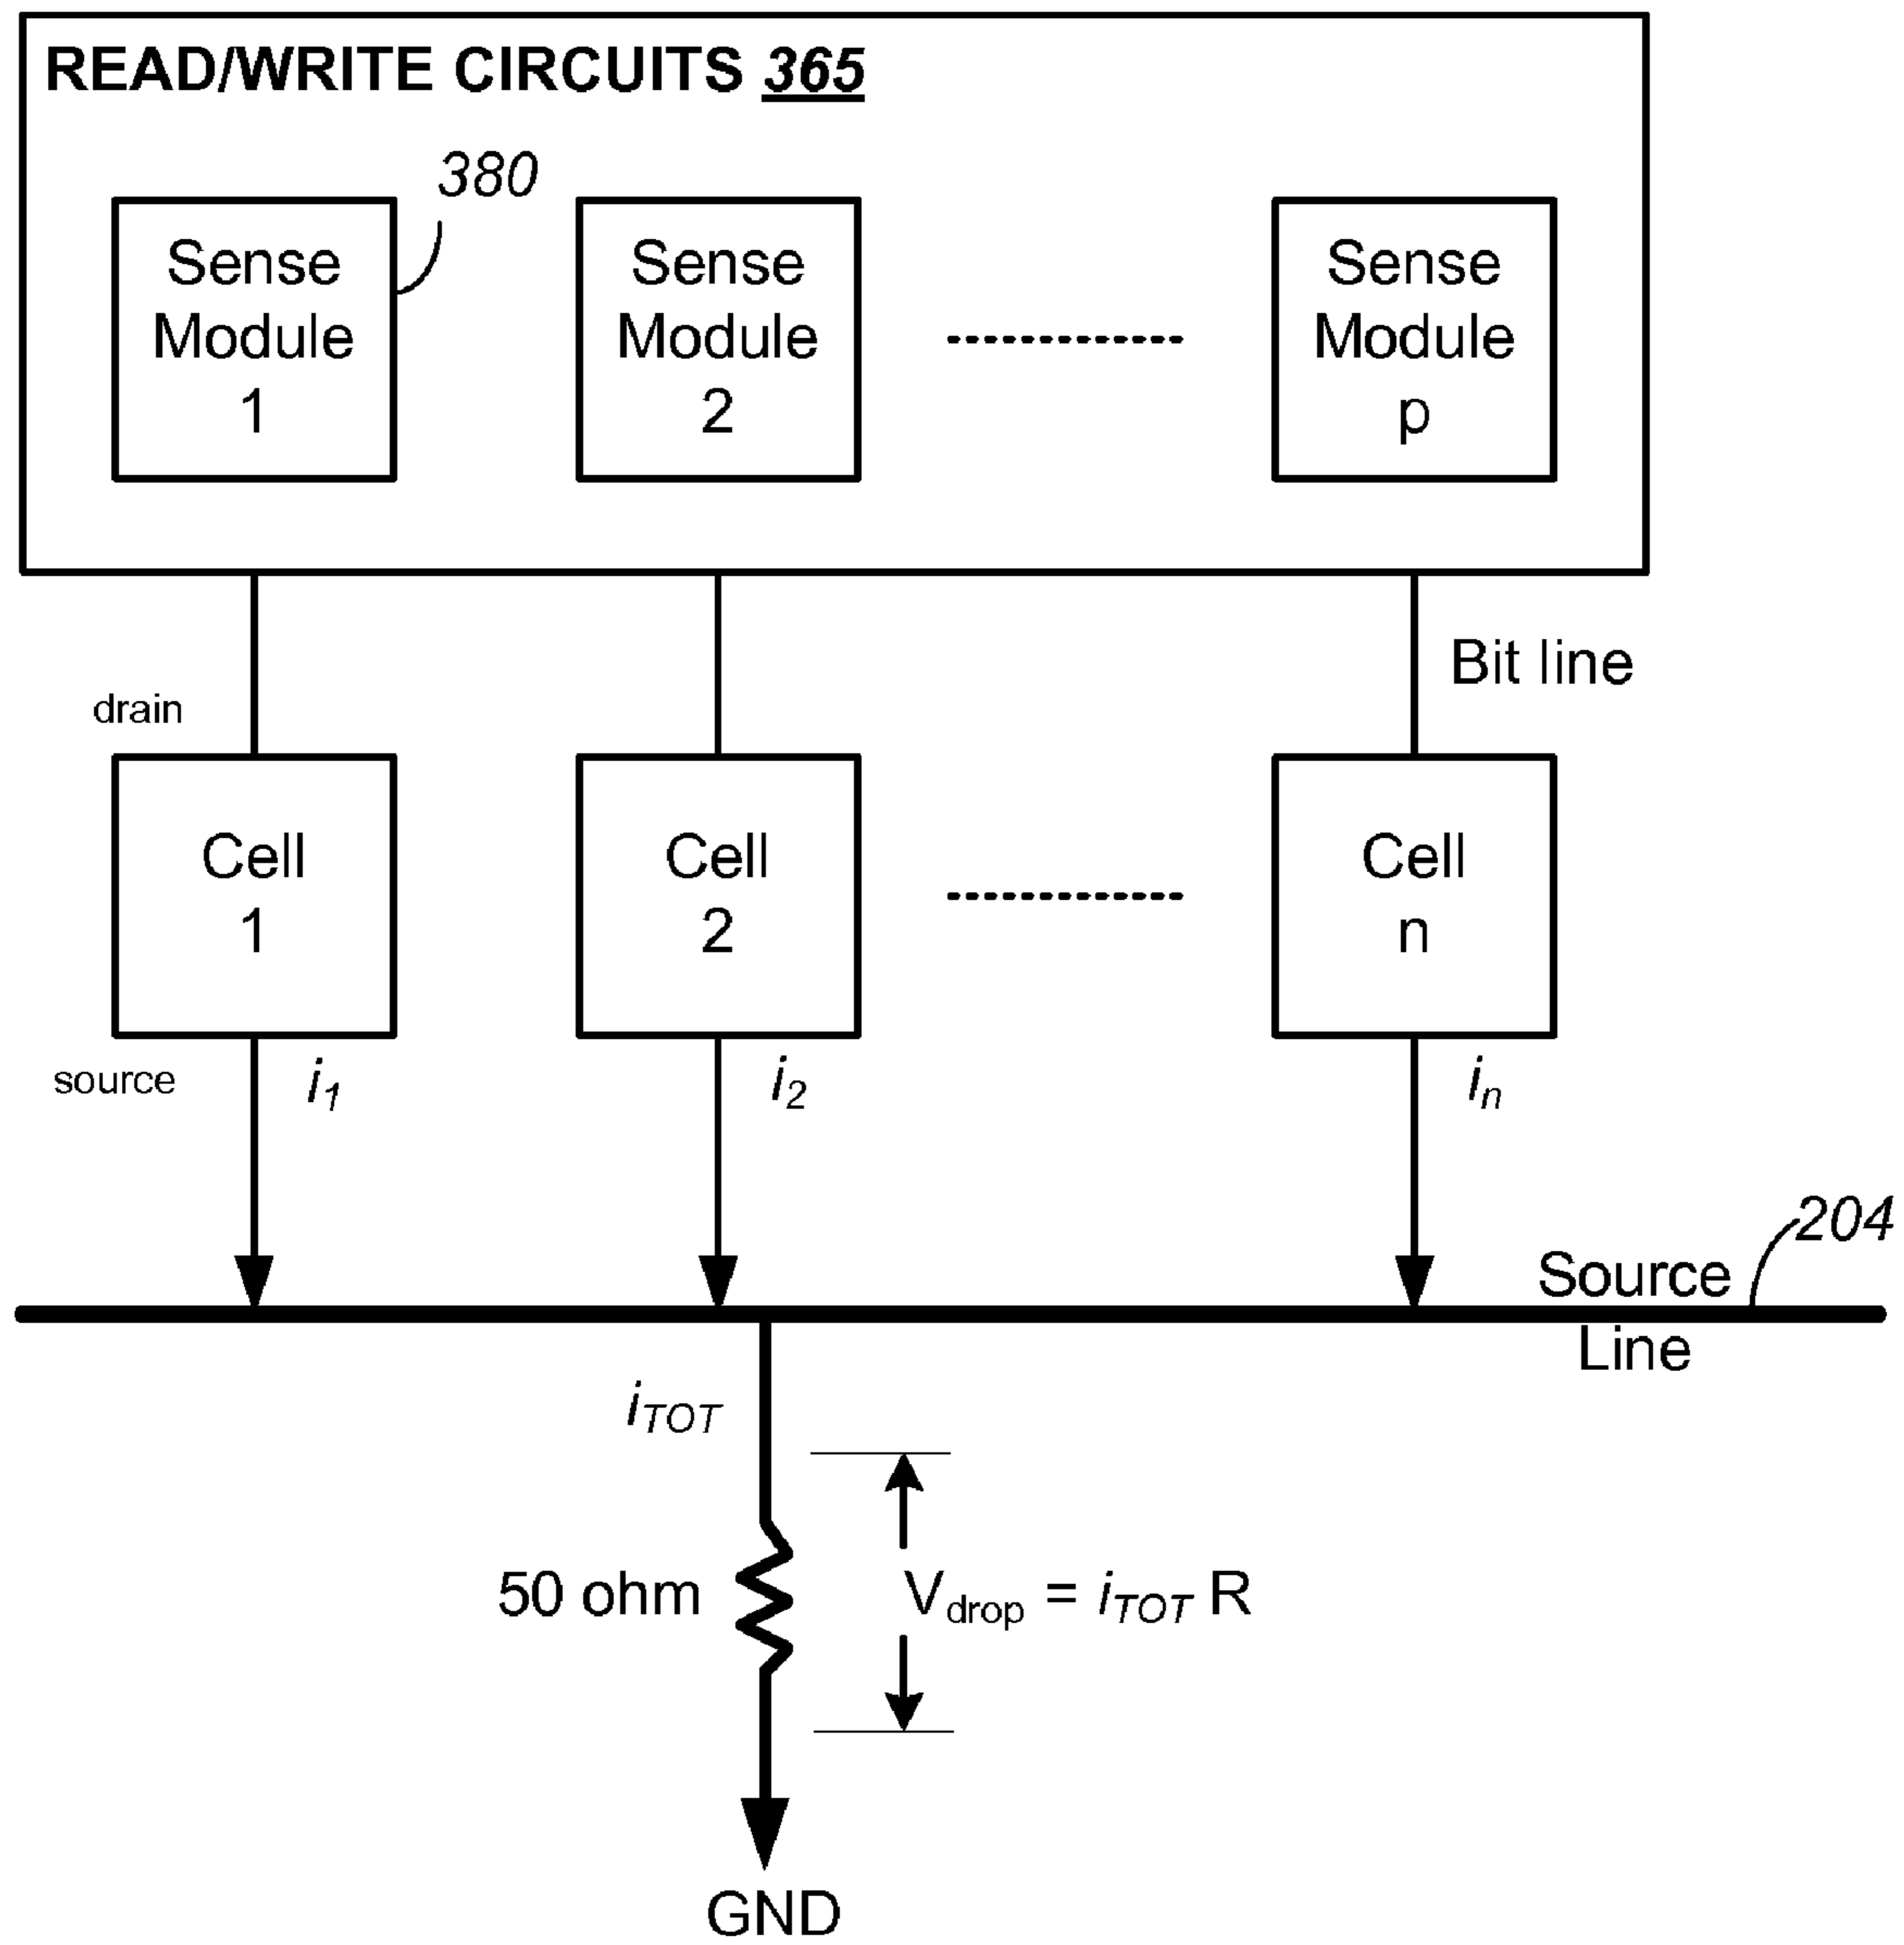 READ/WRITE CIRCUITS 365
380
Sense
Module
1
Sense
Module
2
Sense
Module
p
Bit line
drain
Cell
1
Cell
2
Cell
n
source
i1
i2
in
204
Source
Line
iTOT
50 ohm
Vdrop = iTOT R
GND